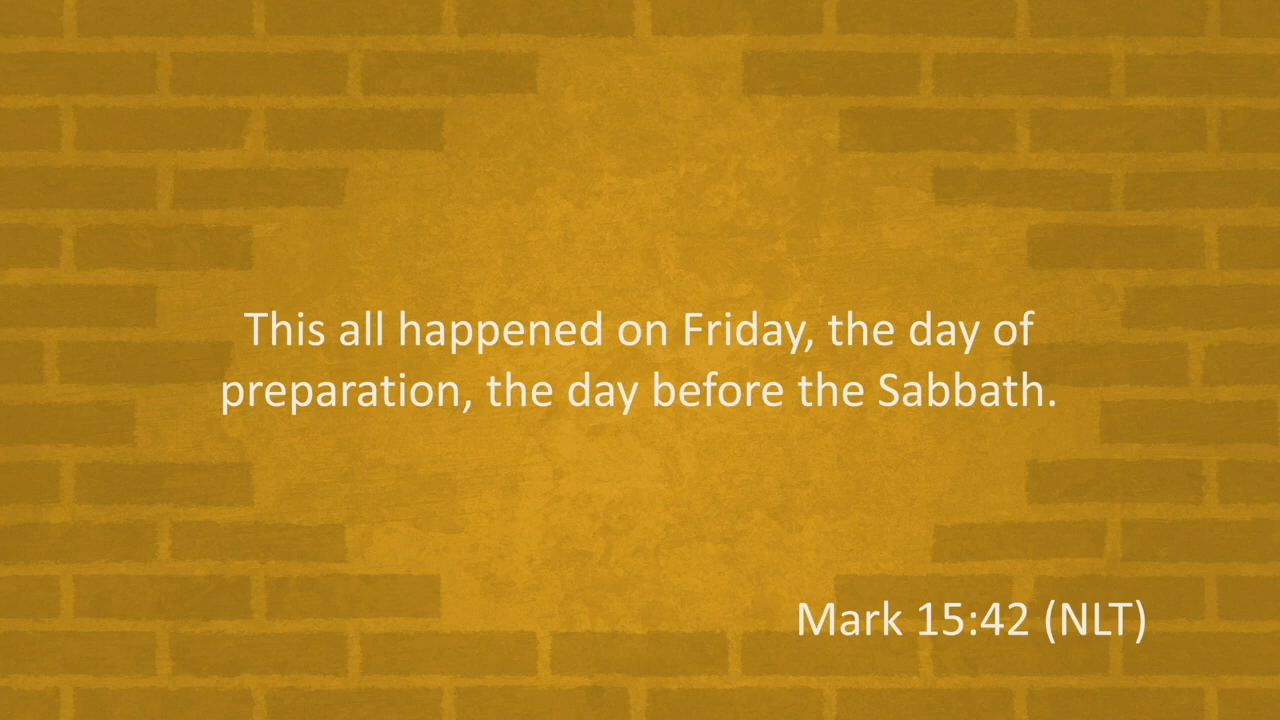 This all happened on Friday, the day of
preparation, the day before the Sabbath.
Mark 15:42 (NLT)